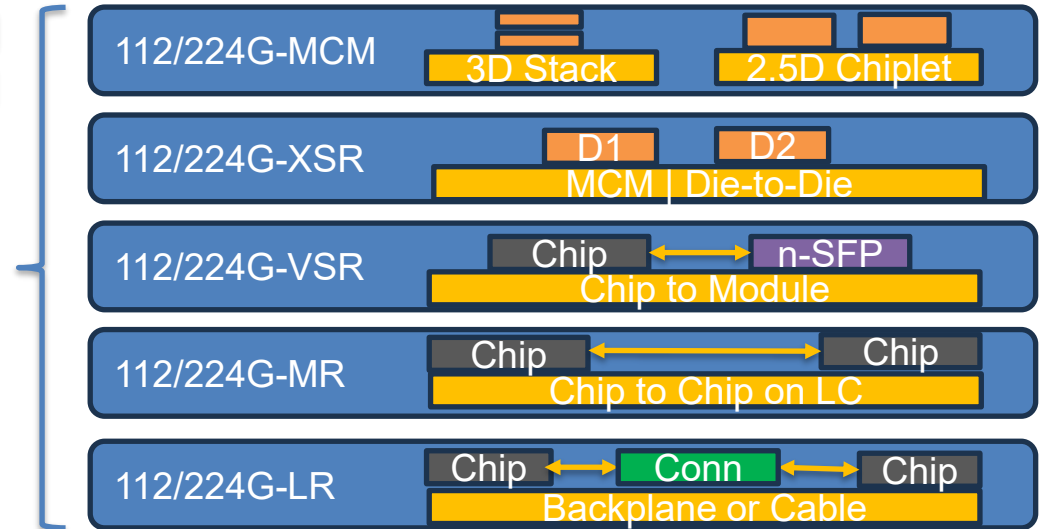 112/224G-MCM
3D Stack
2.5D Chiplet
112/224G-XSR
D1
D2
MCM | Die-to-Die
112/224G-VSR
Chip
n-SFP
Chip to Module
112/224G-MR
Chip
Chip
Chip to Chip on LC
112/224G-LR
Chip
Conn
Chip
Backplane or Cable